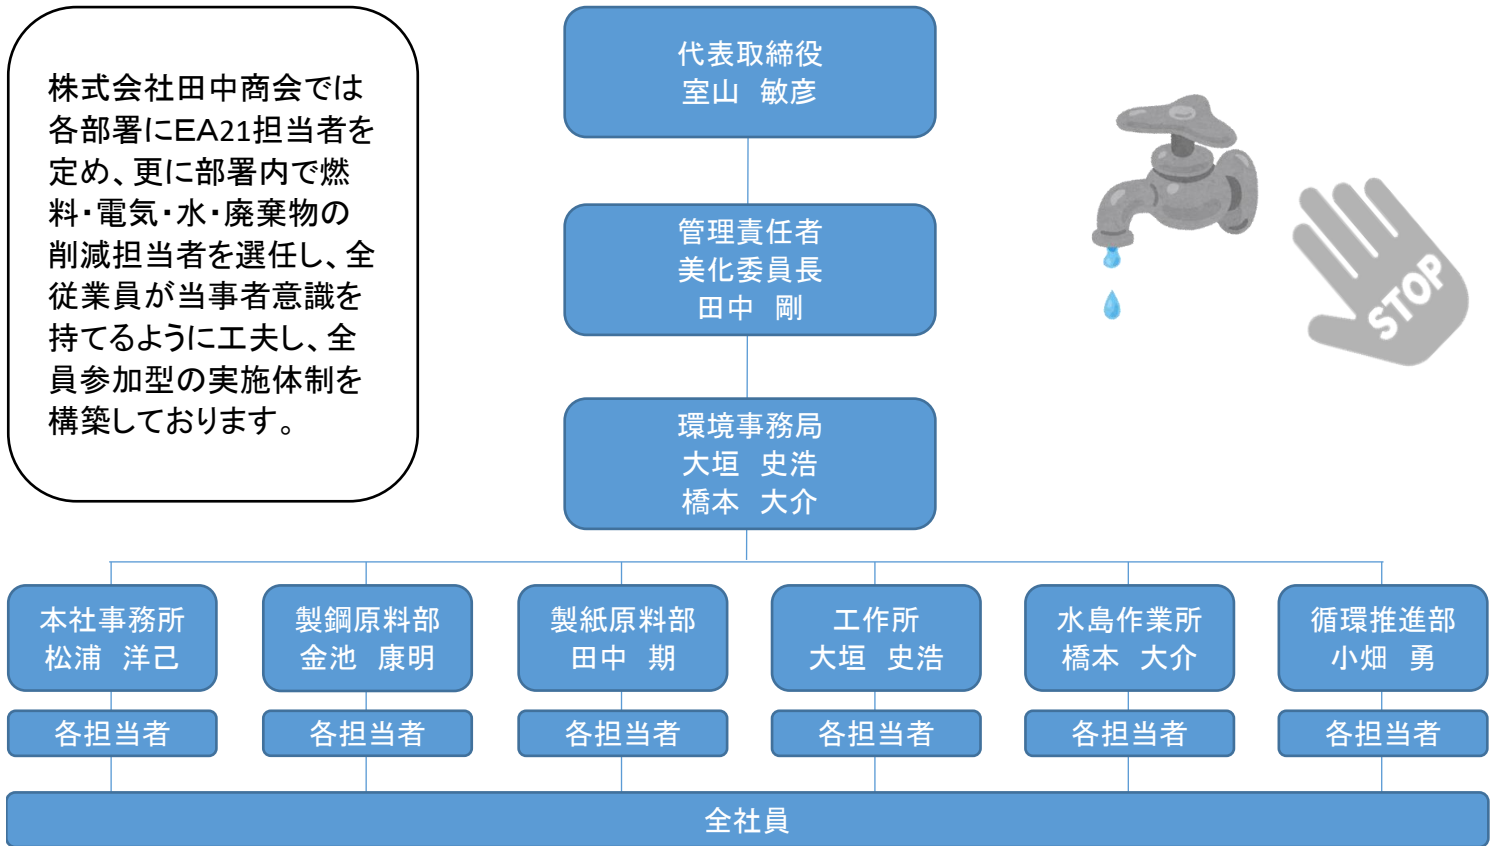 株式会社田中商会では
各部署にEA21担当者を
定め、更に部署内で燃
料・電気・水・廃棄物の
削減担当者を選任し、全
従業員が当事者意識を
持てるように工夫し、全
員参加型の実施体制を
構築しております。
代表取締役
室山　敏彦
管理責任者
美化委員長
田中　剛
環境事務局
大垣　史浩
橋本　大介
STOP
本社事務所
松浦　洋己
製鋼原料部
金池　康明
製紙原料部
田中　期
工作所
大垣　史浩
水島作業所
橋本　大介
循環推進部
小畑　勇
各担当者
各担当者
各担当者
各担当者
各担当者
各担当者
全社員